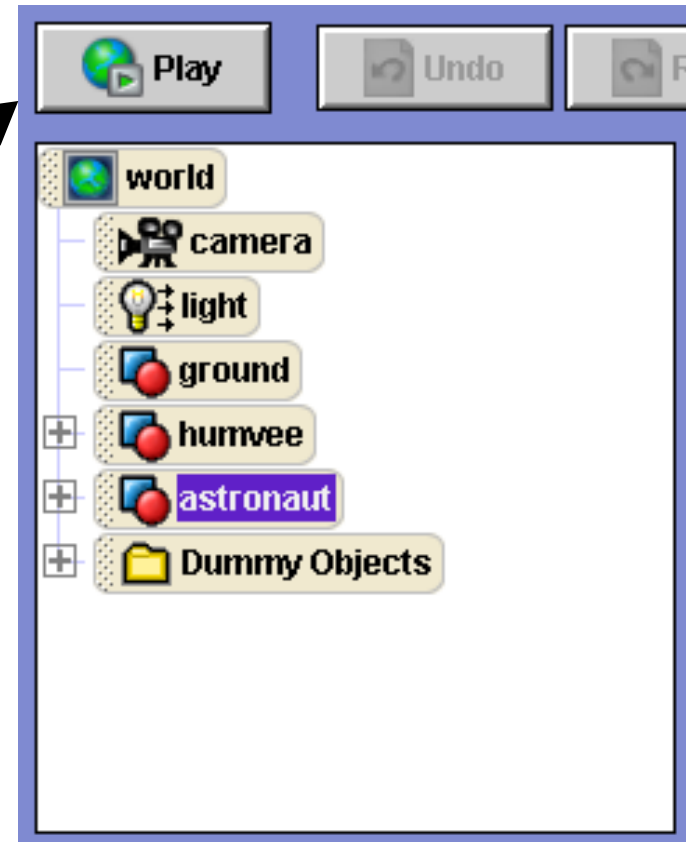 Play
Undo
R
world
camera
light
ground
humvee
astronaut
Dummy Objects